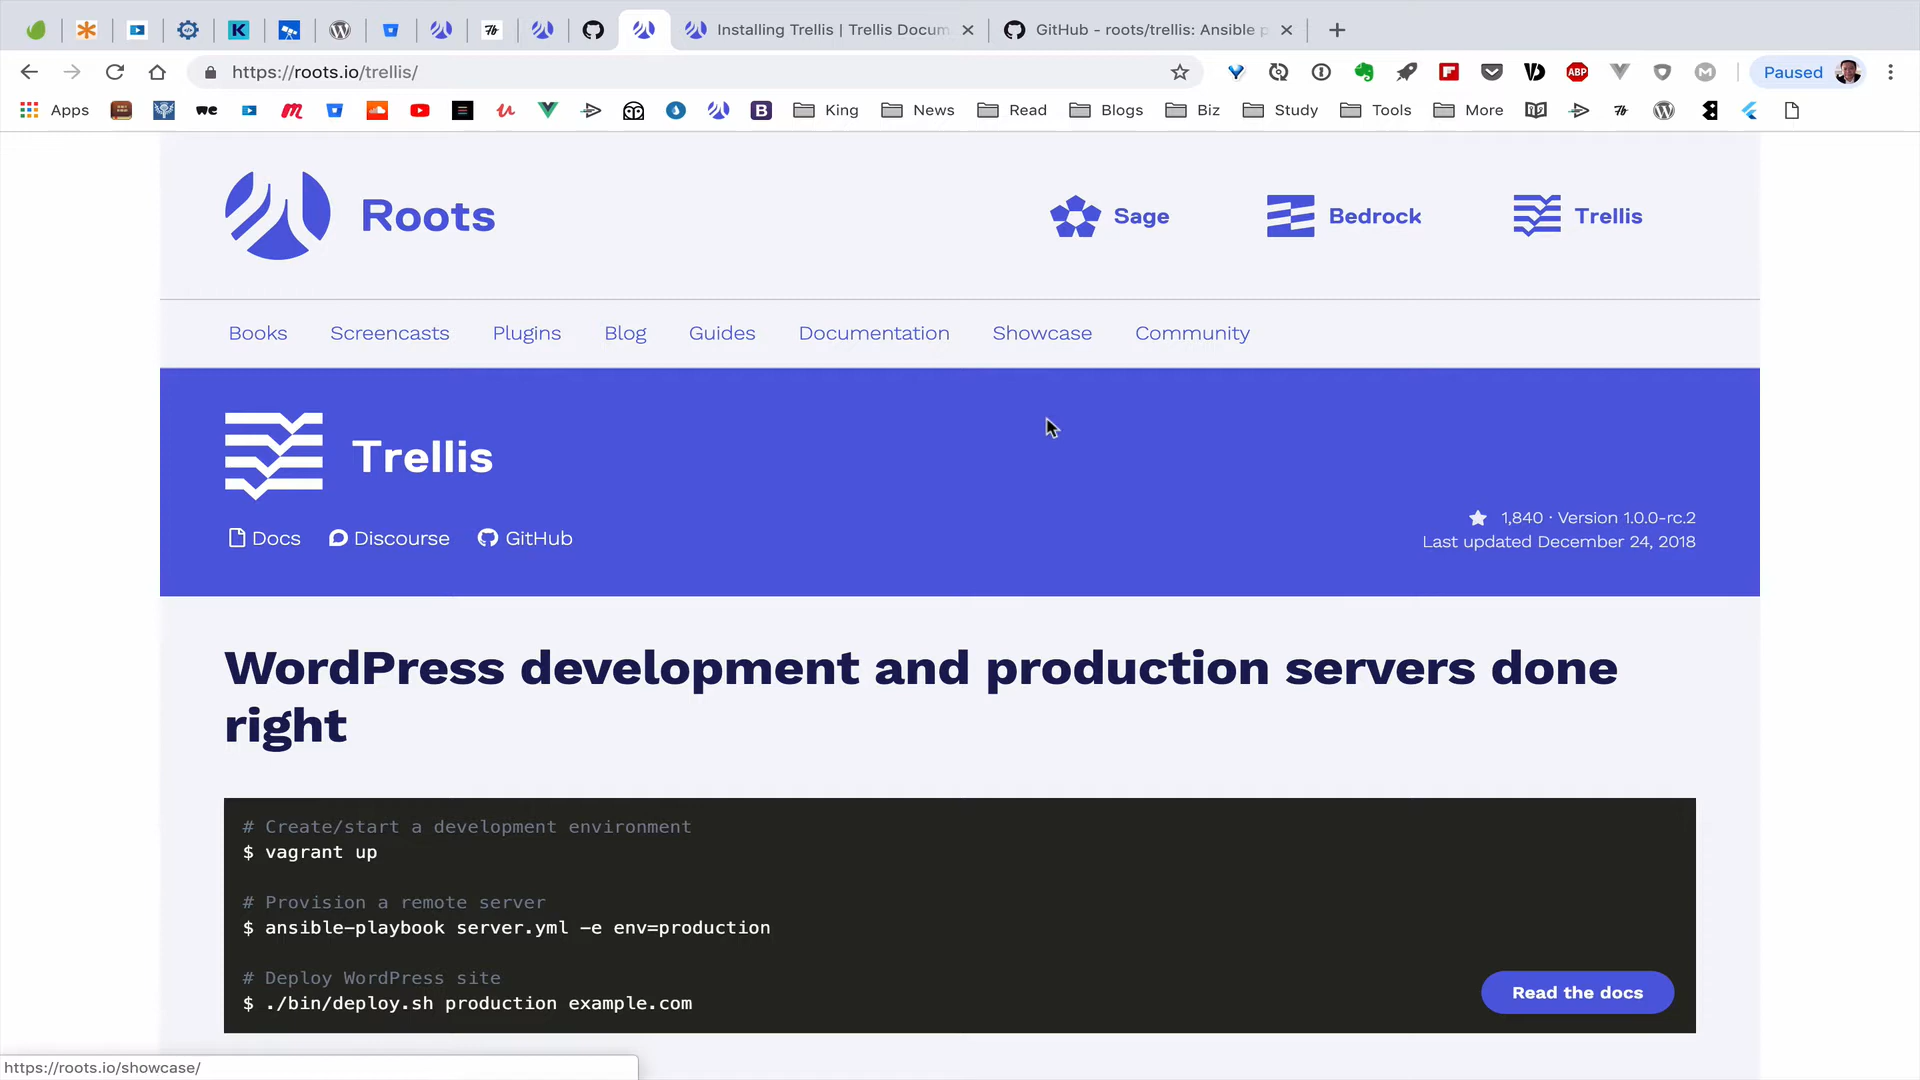 Installing Trellis | Trellis Docum
GitHub - roots/trellis: Ansible p
https://roots.io/trellis/
ABP
Paused
Apps
we
King
News
Read
Blogs
Biz
Study
Tools
More
Roots
Sage
Bedrock
Trellis
Books
Screencasts
Plugins
Blog
Guides
Documentation
Showcase
Community
Trellis
Docs
Discourse
GitHub
1,840 · Version 1.0.0-rc.2
Last updated December 24, 2018
WordPress development and production servers done
right
# Create/start a development environment
$ vagrant up
# Provision a remote server
$ ansible-playbook server.yml -e env=production
# Deploy WordPress site
$ ./bin/deploy.sh production example.com
Read the docs
https://roots.io/showcase/